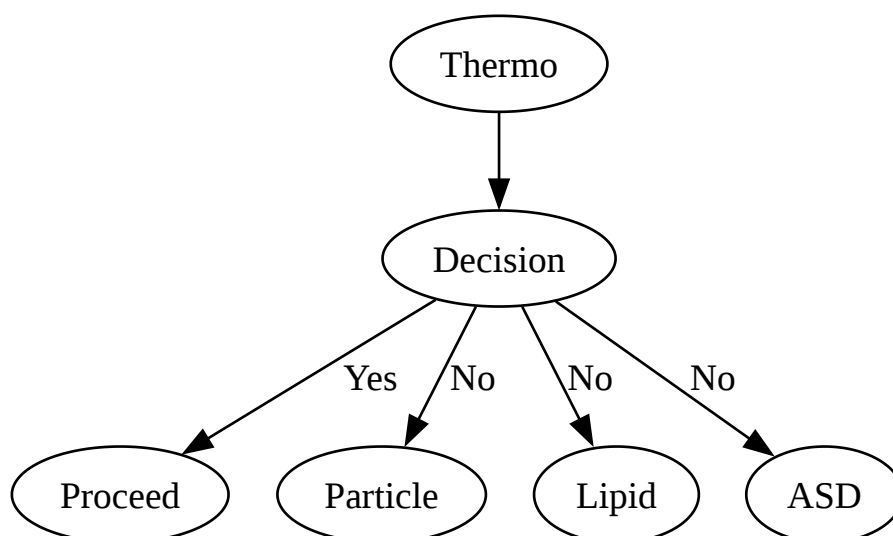 Thermo
Decision
Yes
No
No
No
Proceed
Particle
Lipid
ASD